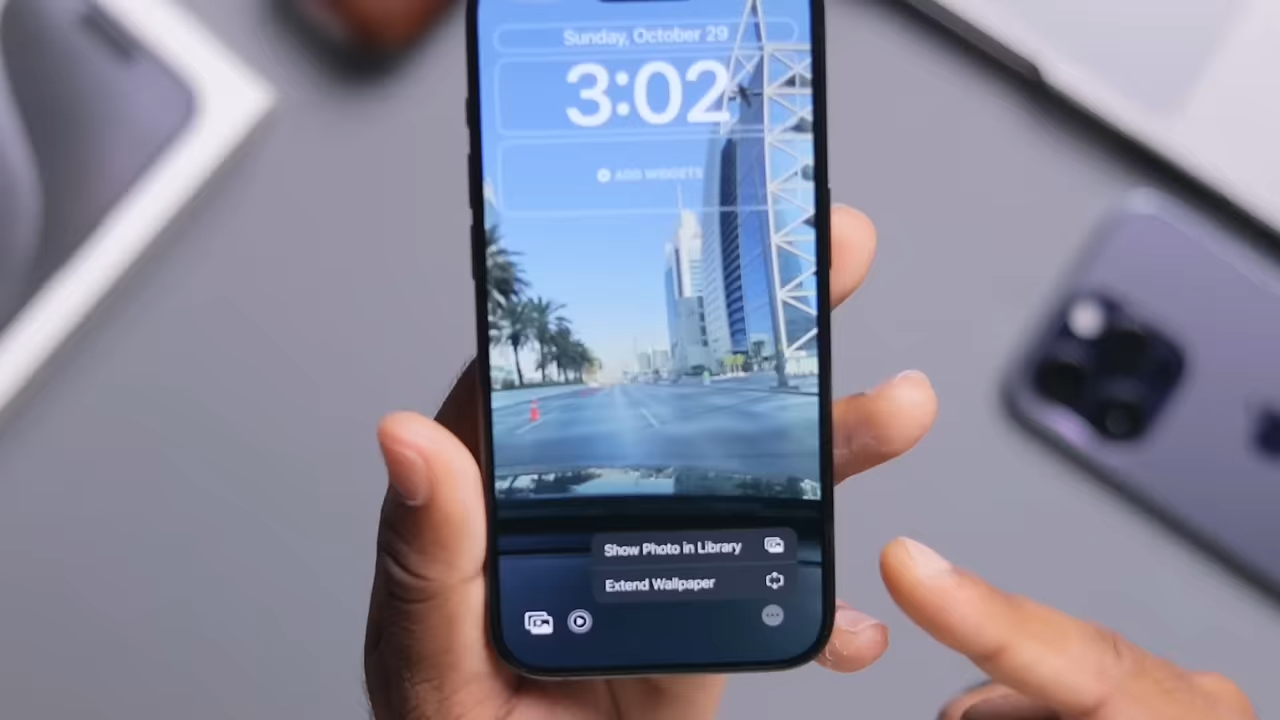 Sunday, October 29
3:02
ADD WIDGETS
Show Photo in Library
Extend Wallpaper